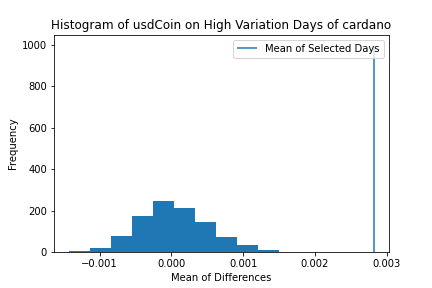 Histogram of usdCoin on High Variation Days of cardano
Mean of Selected Days
1000
800
600
400
200
0
Frequency
−0.001
0.000
0.001
0.002
0.003
Mean of Differences